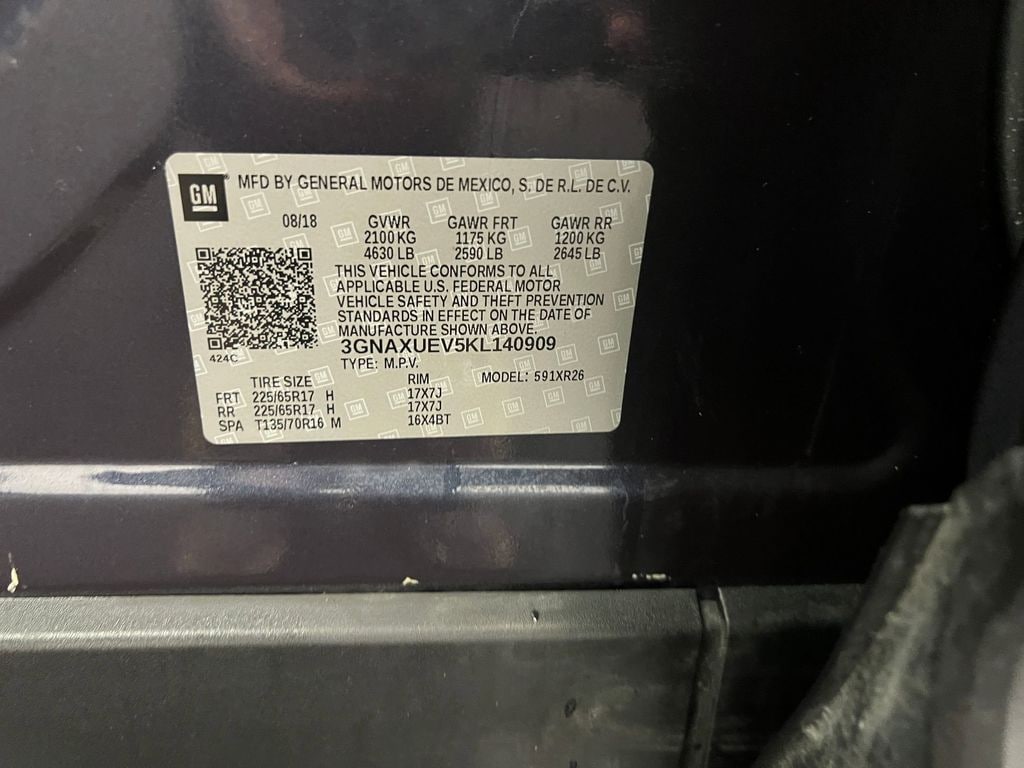 GM MFD BY GENERAL MOTORS DE MEXICO, S. DE R.L. DE C.V.
08/18 GVWR GAWR FRT GAWR RR
2100 KG 1175 KG 1200 KG
4630 LB 2590 LB 2645 LB
THIS VEHICLE CONFORMS TO ALL
APPLICABLE U.S. FEDERAL MOTOR
VEHICLE SAFETY AND THEFT PREVENTION
STANDARDS IN EFFECT ON THE DATE OF
MANUFACTURE SHOWN ABOVE.
3GNAXUEV5KL140909
424C
TYPE: M.P.V.
TIRE SIZE RIM MODEL: 591XR26
FRT 225/65R17 H 17X7J
RR 225/65R17 H 17X7J
SPA T135/70R16 M 16X4BT